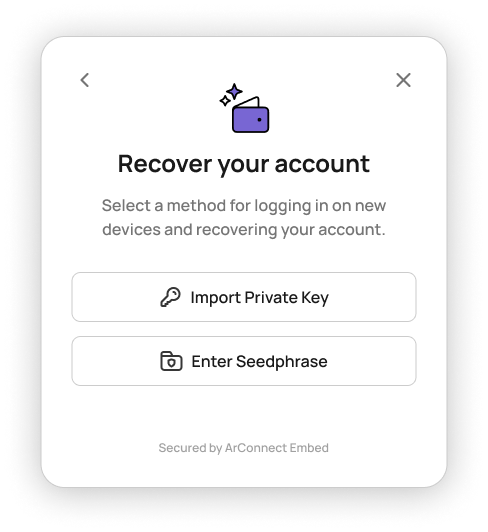 Recover your account
Select a method for logging in on new
devices and recovering your account.
Import Private Key
Enter Seedphrase
Secured by ArConnect Embed